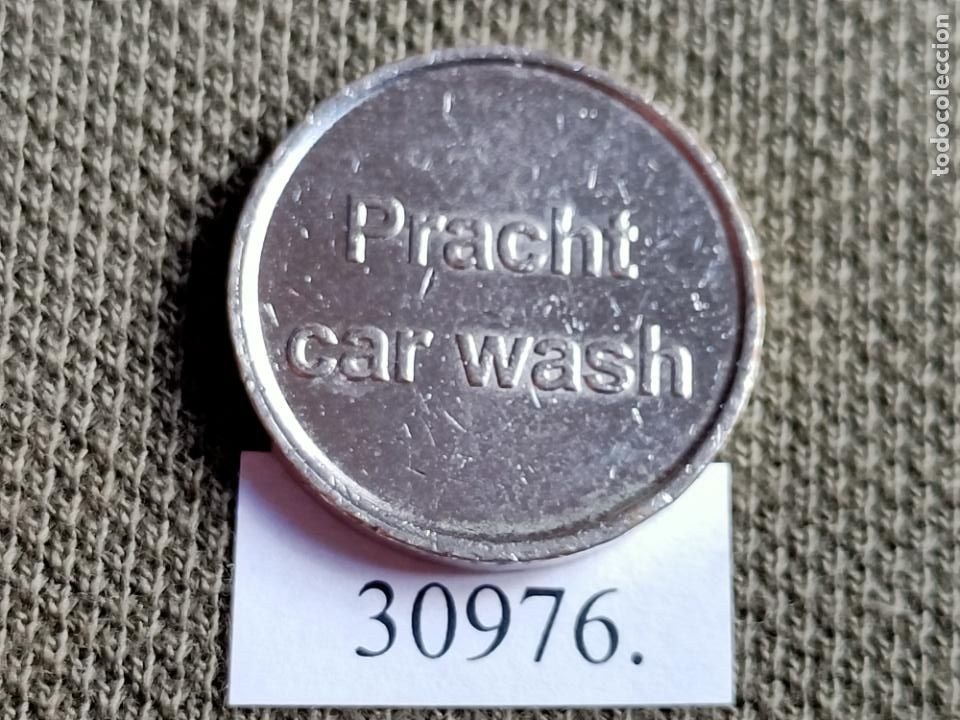 Pracht
car wash
30976.
todocoleccion